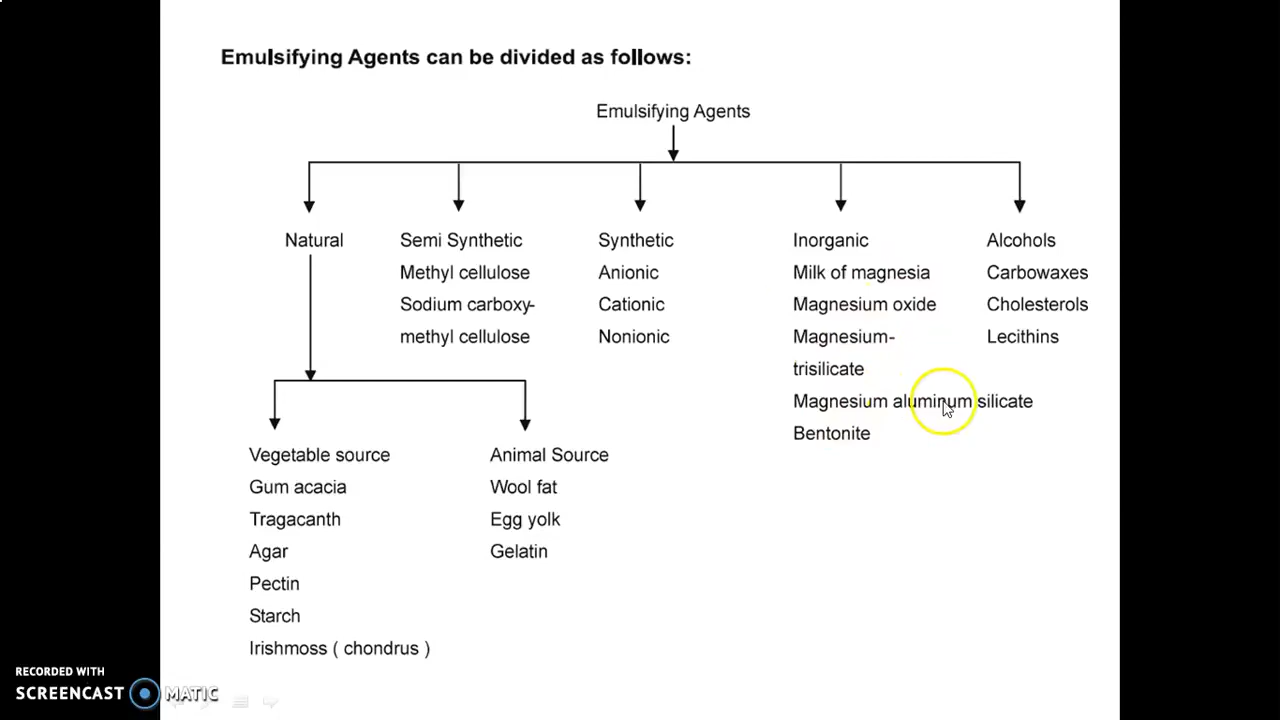 Emulsifying Agents can be divided as follows:
Emulsifying Agents
Natural
Semi Synthetic
Methyl cellulose
Sodium carboxy-
methyl cellulose
Synthetic
Anionic
Cationic
Nonionic
Inorganic
Milk of magnesia
Magnesium oxide
Magnesium-
trisilicate
Magnesium aluminum silicate
Bentonite
Alcohols
Carbowaxes
Cholesterols
Lecithins
Vegetable source
Gum acacia
Tragacanth
Agar
Pectin
Starch
Irishmoss ( chondrus )
Animal Source
Wool fat
Egg yolk
Gelatin
RECORDED WITH
SCREENCAST MATIC